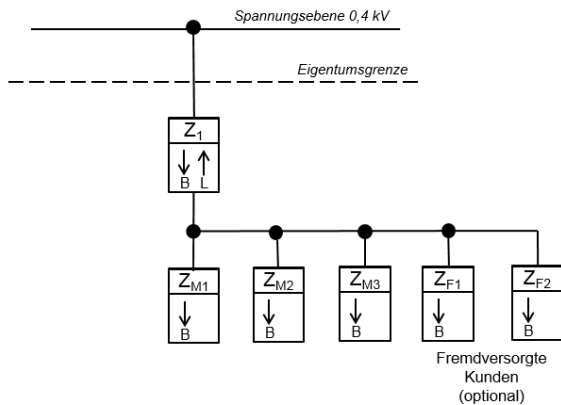 Spannungsebene 0,4 kV
Eigentumsgrenze
Z1
B L
ZM1 ZM2 ZM3 ZF1 ZF2
B B B B B
Fremdversorgte
Kunden
(optional)